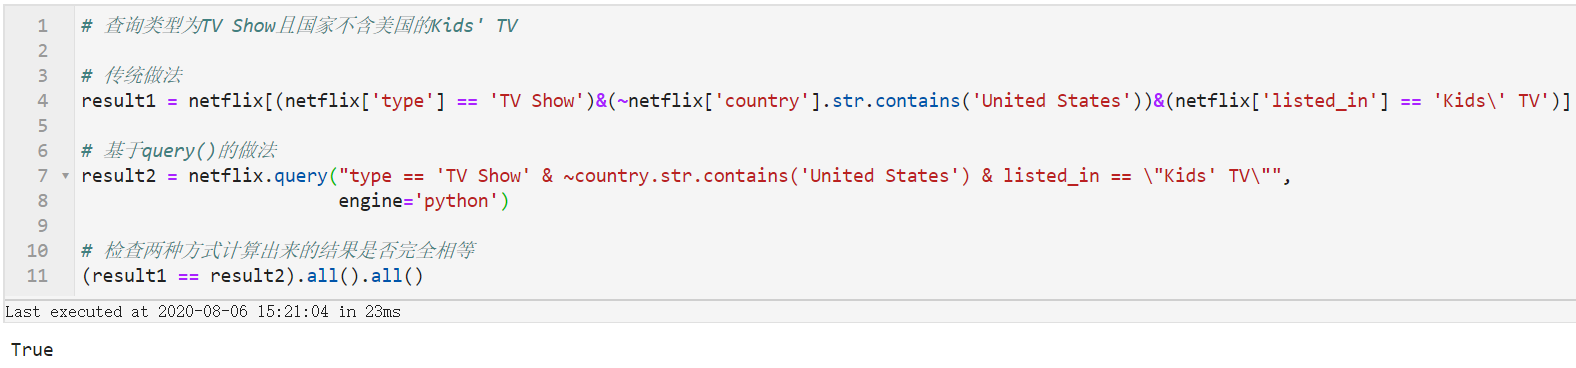 1 # 查询类型为TV Show且国家不含美国的Kids' TV
2
3 # 传统做法
4 result1 = netflix[(netflix['type'] == 'TV Show')&(~netflix['country'].str.contains('United States'))&(netflix['listed_in'] == 'Kids\' TV')]
5
6 # 基于query()的做法
7 result2 = netflix.query("type == 'TV Show' & ~country.str.contains('United States') & listed_in == \"Kids' TV\"",
8 engine='python')
9
10 # 检查两种方式计算出来的结果是否完全相等
11 (result1 == result2).all().all()
Last executed at 2020-08-06 15:21:04 in 23ms
True